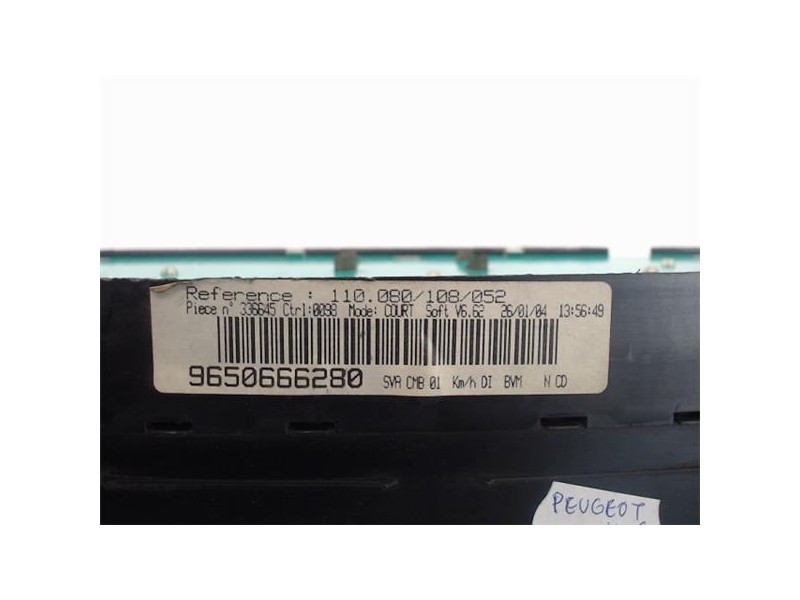 Reference : 110.080/108/052
Piece n° 336645 Ctrl:0098 Mode: COURT Soft V6.62 26/01/04 13:56:49
9650666280 SVR CMB 01 Km/h DI BVM N CD
PEUGEOT